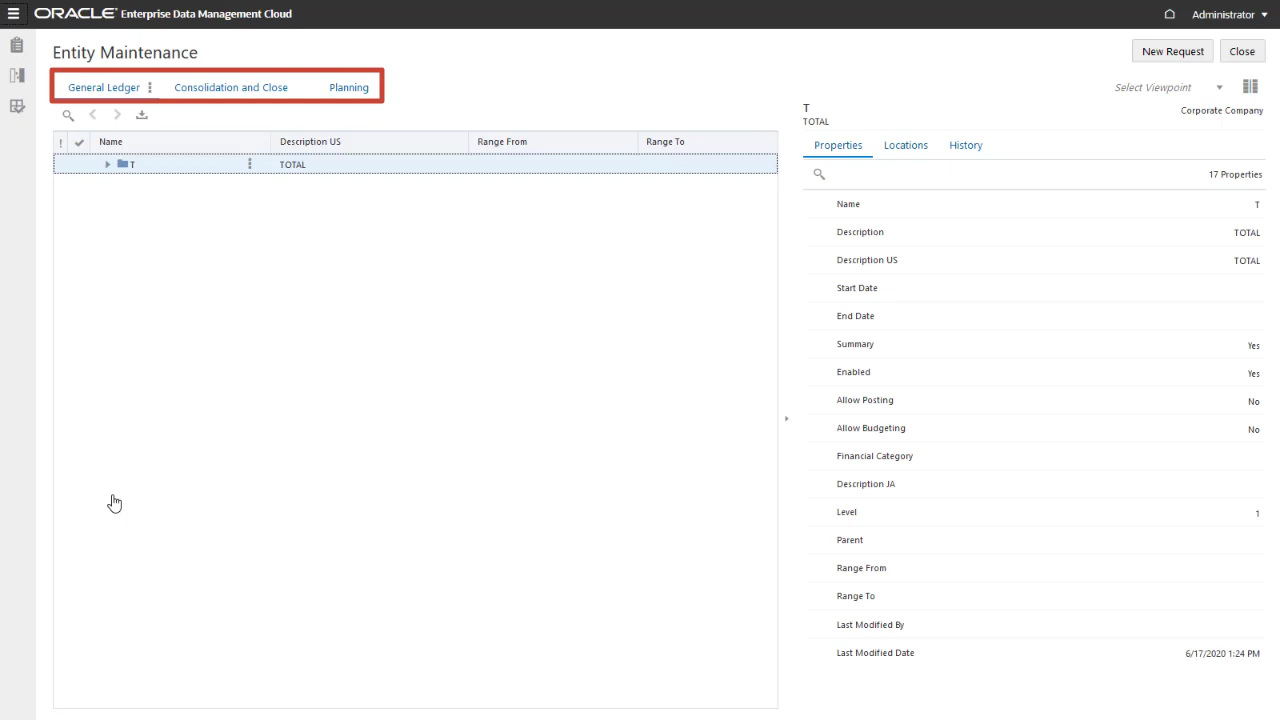 ORACLE Enterprise Data Management Cloud
Administrator
Entity Maintenance
New Request
Close
General Ledger
Consolidation and Close
Planning
Select Viewpoint
T
TOTAL
Corporate Company
! Name Description US Range From Range To
T TOTAL
Properties Locations History
17 Properties
Name T
Description TOTAL
Description US TOTAL
Start Date
End Date
Summary Yes
Enabled Yes
Allow Posting No
Allow Budgeting No
Financial Category
Description JA
Level 1
Parent
Range From
Range To
Last Modified By
Last Modified Date 6/17/2020 1:24 PM